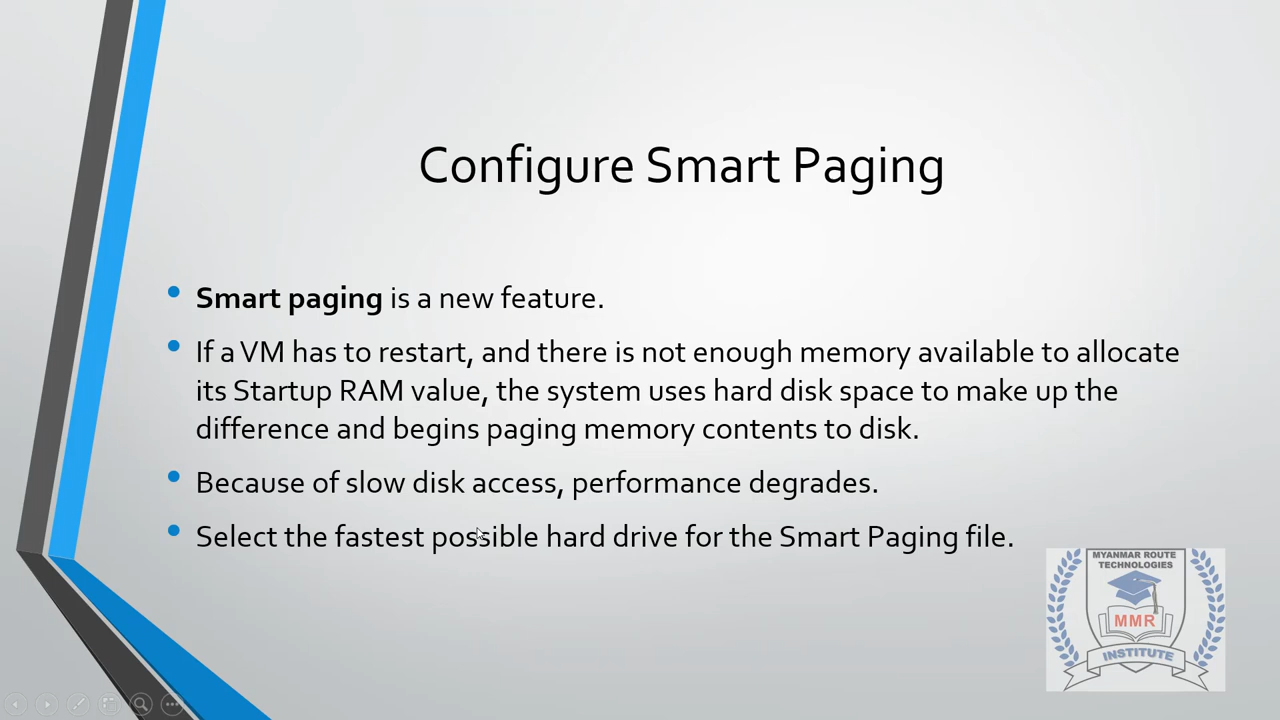 Configure Smart Paging
Smart paging is a new feature.
If a VM has to restart, and there is not enough memory available to allocate
its Startup RAM value, the system uses hard disk space to make up the
difference and begins paging memory contents to disk.
Because of slow disk access, performance degrades.
Select the fastest possible hard drive for the Smart Paging file.
MYANMAR ROUTE
TECHNOLOGIES
MMR
INSTITUTE